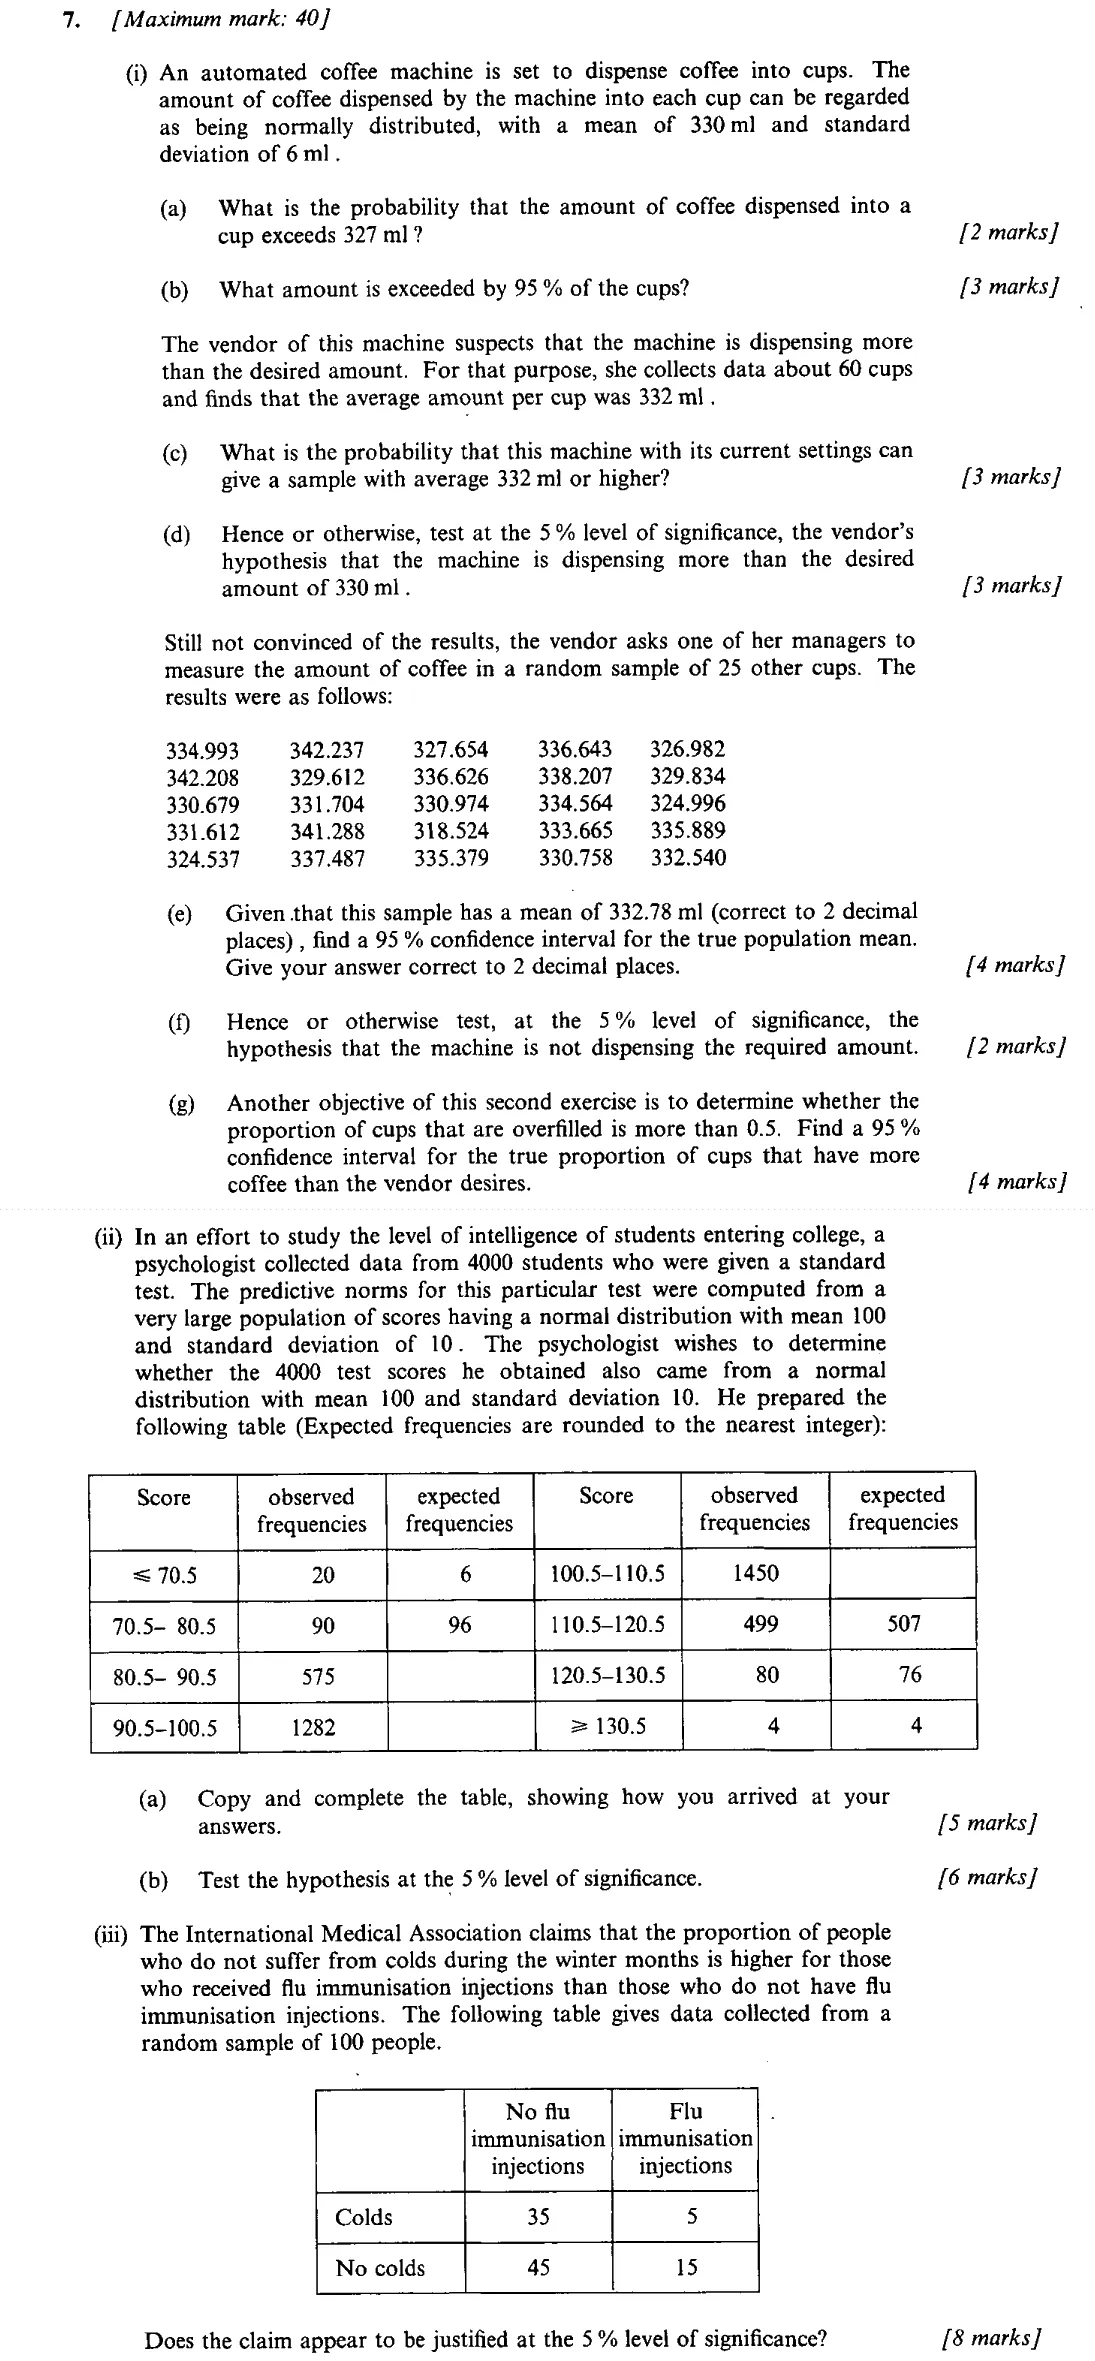 7. [Maximum mark: 40]
(i) An automated coffee machine is set to dispense coffee into cups. The
amount of coffee dispensed by the machine into each cup can be regarded
as being normally distributed, with a mean of 330 ml and standard
deviation of 6 ml .
(a) What is the probability that the amount of coffee dispensed into a
cup exceeds 327 ml ? [2 marks]
(b) What amount is exceeded by 95 % of the cups? [3 marks]
The vendor of this machine suspects that the machine is dispensing more
than the desired amount. For that purpose, she collects data about 60 cups
and finds that the average amount per cup was 332 ml .
(c) What is the probability that this machine with its current settings can
give a sample with average 332 ml or higher? [3 marks]
(d) Hence or otherwise, test at the 5 % level of significance, the vendor's
hypothesis that the machine is dispensing more than the desired
amount of 330 ml . [3 marks]
Still not convinced of the results, the vendor asks one of her managers to
measure the amount of coffee in a random sample of 25 other cups. The
results were as follows:
334.993 342.237 327.654 336.643 326.982
342.208 329.612 336.626 338.207 329.834
330.679 331.704 330.974 334.564 324.996
331.612 341.288 318.524 333.665 335.889
324.537 337.487 335.379 330.758 332.540
(e) Given .that this sample has a mean of 332.78 ml (correct to 2 decimal
places) , find a 95 % confidence interval for the true population mean.
Give your answer correct to 2 decimal places. [4 marks]
(f) Hence or otherwise test, at the 5 % level of significance, the
hypothesis that the machine is not dispensing the required amount. [2 marks]
(g) Another objective of this second exercise is to determine whether the
proportion of cups that are overfilled is more than 0.5. Find a 95 %
confidence interval for the true proportion of cups that have more
coffee than the vendor desires. [4 marks]
(ii) In an effort to study the level of intelligence of students entering college, a
psychologist collected data from 4000 students who were given a standard
test. The predictive norms for this particular test were computed from a
very large population of scores having a normal distribution with mean 100
and standard deviation of 10 . The psychologist wishes to determine
whether the 4000 test scores he obtained also came from a normal
distribution with mean 100 and standard deviation 10. He prepared the
following table (Expected frequencies are rounded to the nearest integer):
Score observed expected Score observed expected
frequencies frequencies frequencies frequencies
⩽ 70.5 20 6 100.5–110.5 1450
70.5– 80.5 90 96 110.5–120.5 499 507
80.5– 90.5 575 120.5–130.5 80 76
90.5–100.5 1282 ⩾ 130.5 4 4
(a) Copy and complete the table, showing how you arrived at your
answers. [5 marks]
(b) Test the hypothesis at the 5 % level of significance. [6 marks]
(iii) The International Medical Association claims that the proportion of people
who do not suffer from colds during the winter months is higher for those
who received flu immunisation injections than those who do not have flu
immunisation injections. The following table gives data collected from a
random sample of 100 people.
No flu Flu
immunisation immunisation
injections injections
Colds 35 5
No colds 45 15
Does the claim appear to be justified at the 5 % level of significance? [8 marks]